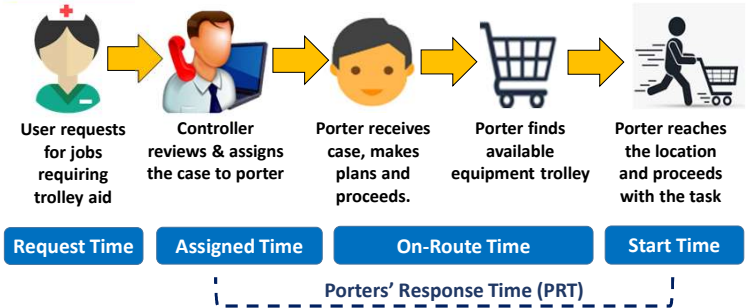 User requests
for jobs
requiring
trolley aid
Controller
reviews & assigns
the case to porter
Porter receives
case, makes
plans and
proceeds.
Porter finds
available
equipment trolley
Porter reaches
the location
and proceeds
with the task
Request Time
Assigned Time
On-Route Time
Start Time
Porters' Response Time (PRT)